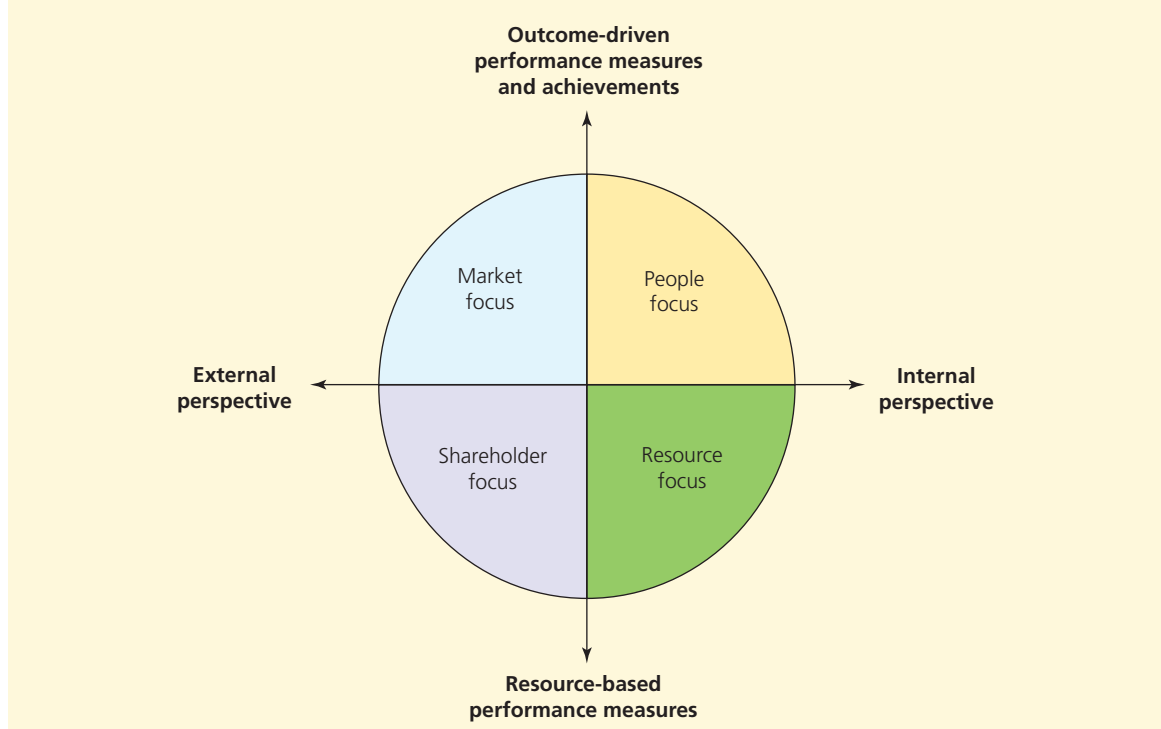 Outcome-driven
performance measures
and achievements
Market
focus
People
focus
External
perspective
Internal
perspective
Shareholder
focus
Resource
focus
Resource-based
performance measures